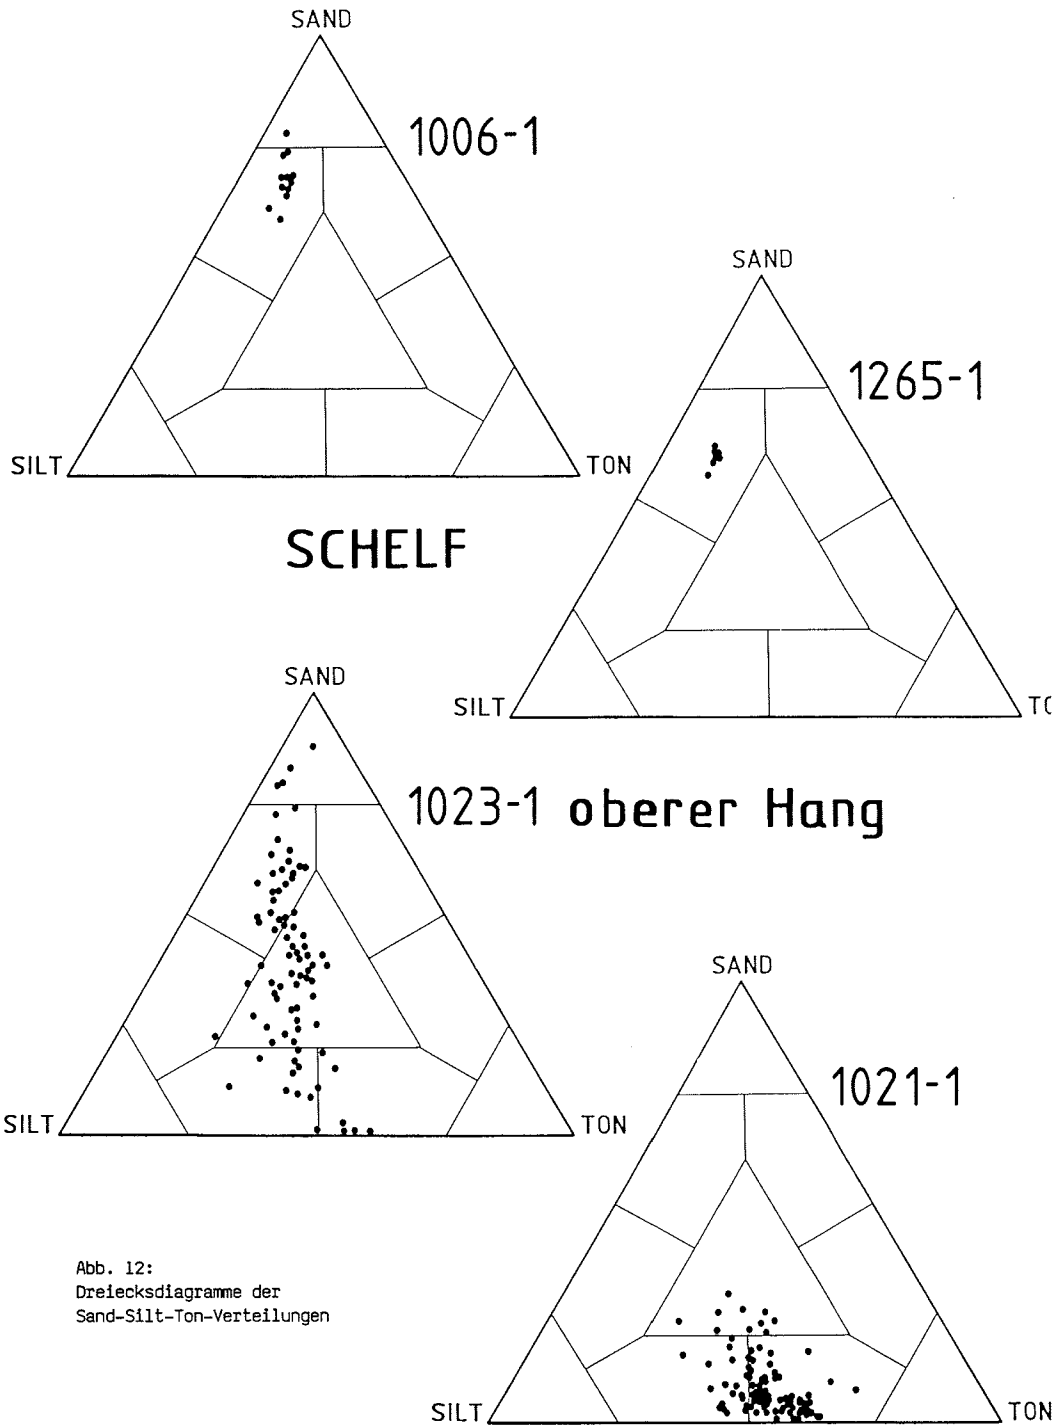 SAND
1006-1
SILT
TON
SAND
1265-1
SCHELF
SILT
SAND
1023-1 oberer Hang
SILT
TON
SAND
1021-1
Abb. 12:
Dreiecksdiagramme der
Sand-Silt-Ton-Verteilungen
SILT
TON